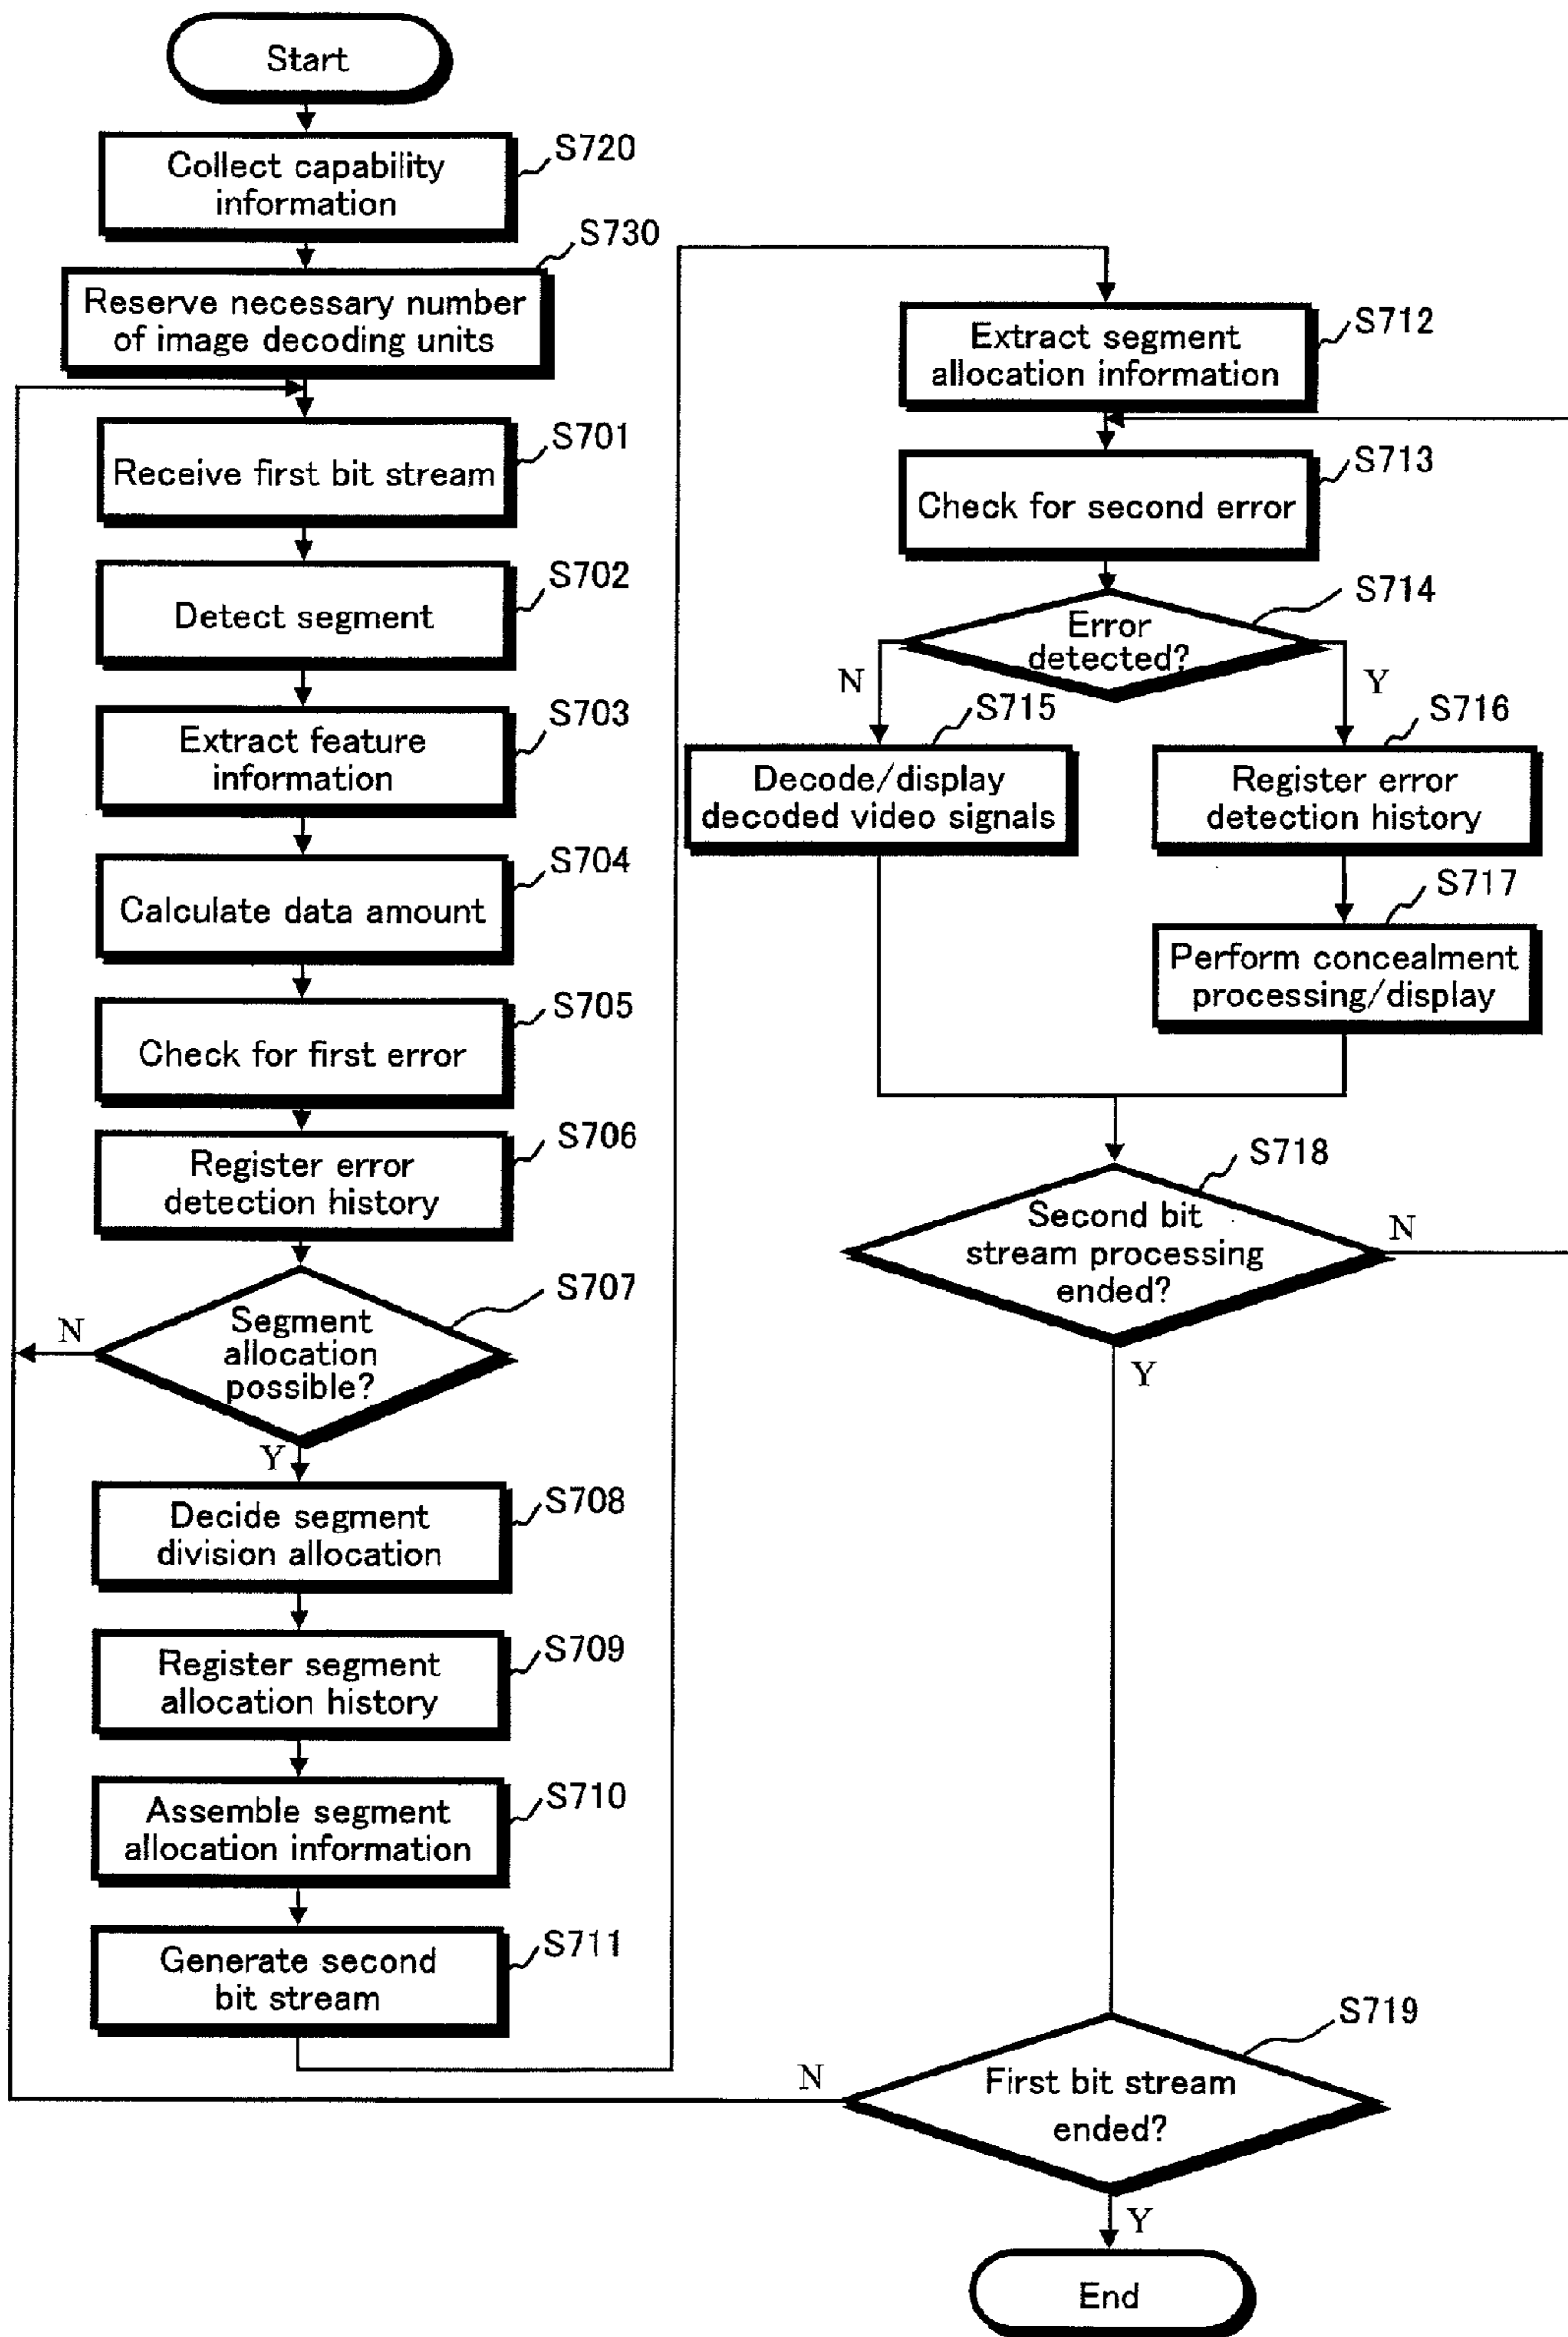 Start
Collect capability
information
S720
Reserve necessary number
of image decoding units
S730
Receive first bit stream
S701
Detect segment
S702
Extract feature
information
S703
Calculate data amount
S704
Check for first error
S705
Register error
detection history
S706
Segment
allocation
possible?
S707
N
Y
Decide segment
division allocation
S708
Register segment
allocation history
S709
Assemble segment
allocation information
S710
Generate second
bit stream
S711
Extract segment
allocation information
S712
Check for second error
S713
Error
detected?
S714
N
Y
Decode/display
decoded video signals
S715
Register error
detection history
S716
Perform concealment
processing/display
S717
Second bit
stream processing
ended?
S718
N
Y
First bit stream
ended?
S719
N
Y
End